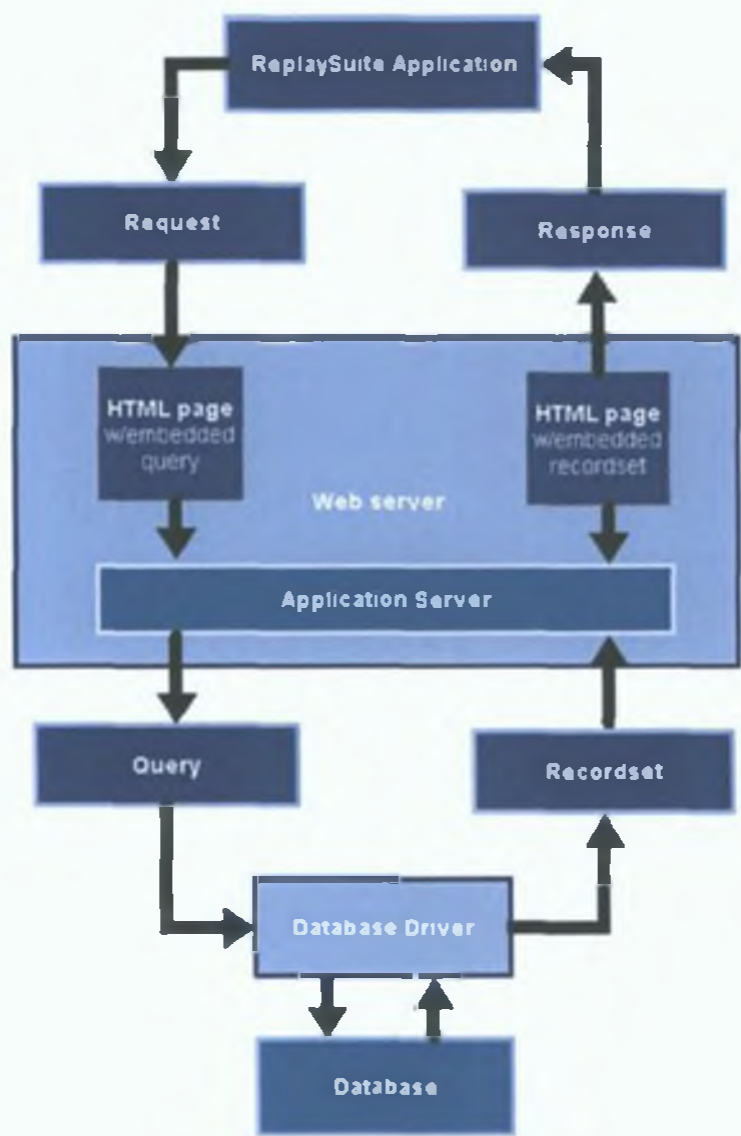 ReplaySuite Application
Request
Response
HTML page
w/embedded
query
HTML page
w/embedded
recordset
Web server
Application Server
Query
Recordset
Database Driver
Database